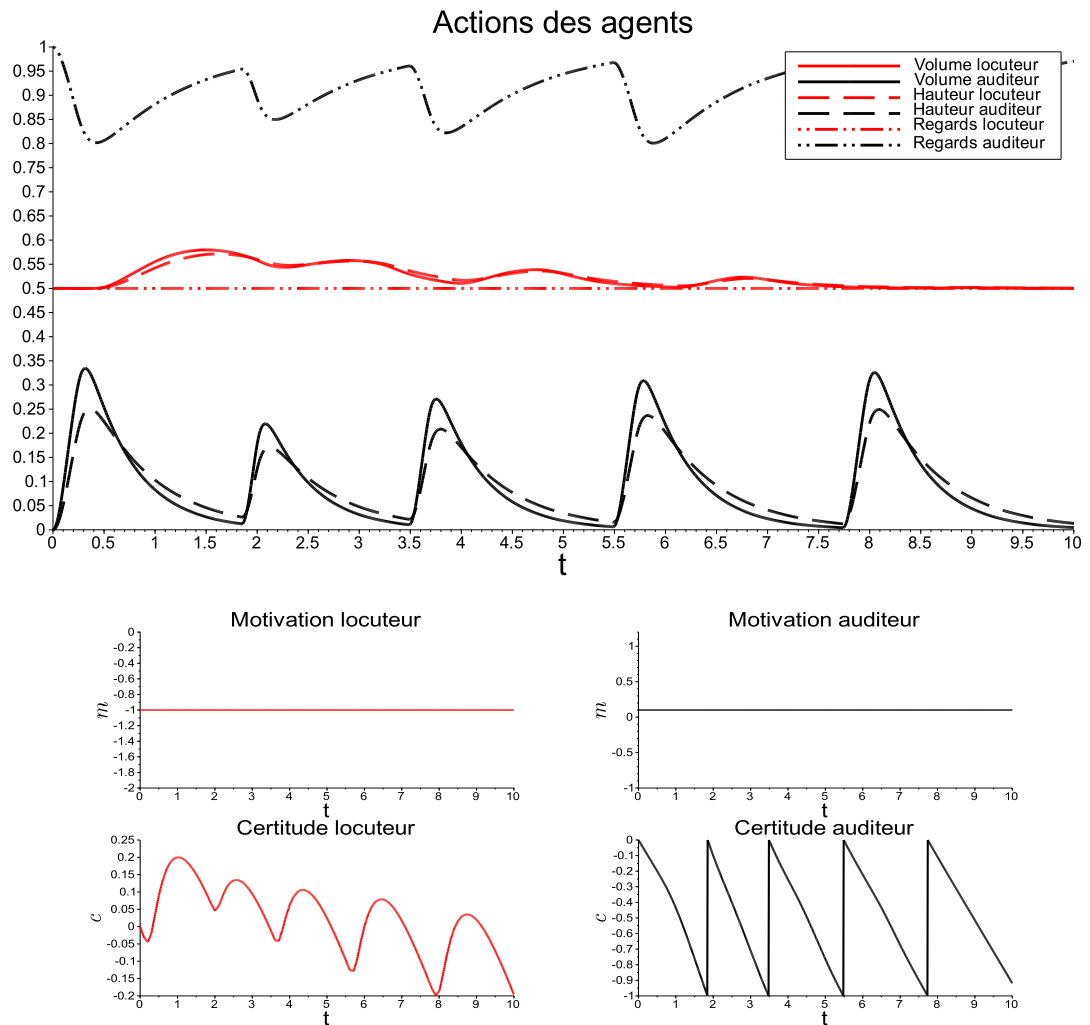 Actions des agents
1
0.95
0.9
0.85
0.8
0.75
0.7
0.65
0.6
0.55
0.5
0.45
0.4
0.35
0.3
0.25
0.2
0.15
0.1
0.05
0
Volume locuteur
Volume auditeur
Hauteur locuteur
Hauteur auditeur
Regards locuteur
Regards auditeur
0 0.5 1 1.5 2 2.5 3 3.5 4 4.5 5 5.5 6 6.5 7 7.5 8 8.5 9 9.5 10
t
Motivation locuteur
0
-0.2
-0.4
-0.6
-0.8
-1
-1.2
-1.4
-1.6
-1.8
-2
m
0 1 2 3 4 5 6 7 8 9 10
t
Motivation auditeur
1
0.5
0
-0.5
-1
m
0 1 2 3 4 5 6 7 8 9 10
t
Certitude locuteur
0.25
0.2
0.15
0.1
0.05
0
-0.05
-0.1
-0.15
-0.2
c
0 1 2 3 4 5 6 7 8 9 10
t
Certitude auditeur
0
-0.1
-0.2
-0.3
-0.4
-0.5
-0.6
-0.7
-0.8
-0.9
-1
c
0 1 2 3 4 5 6 7 8 9 10
t